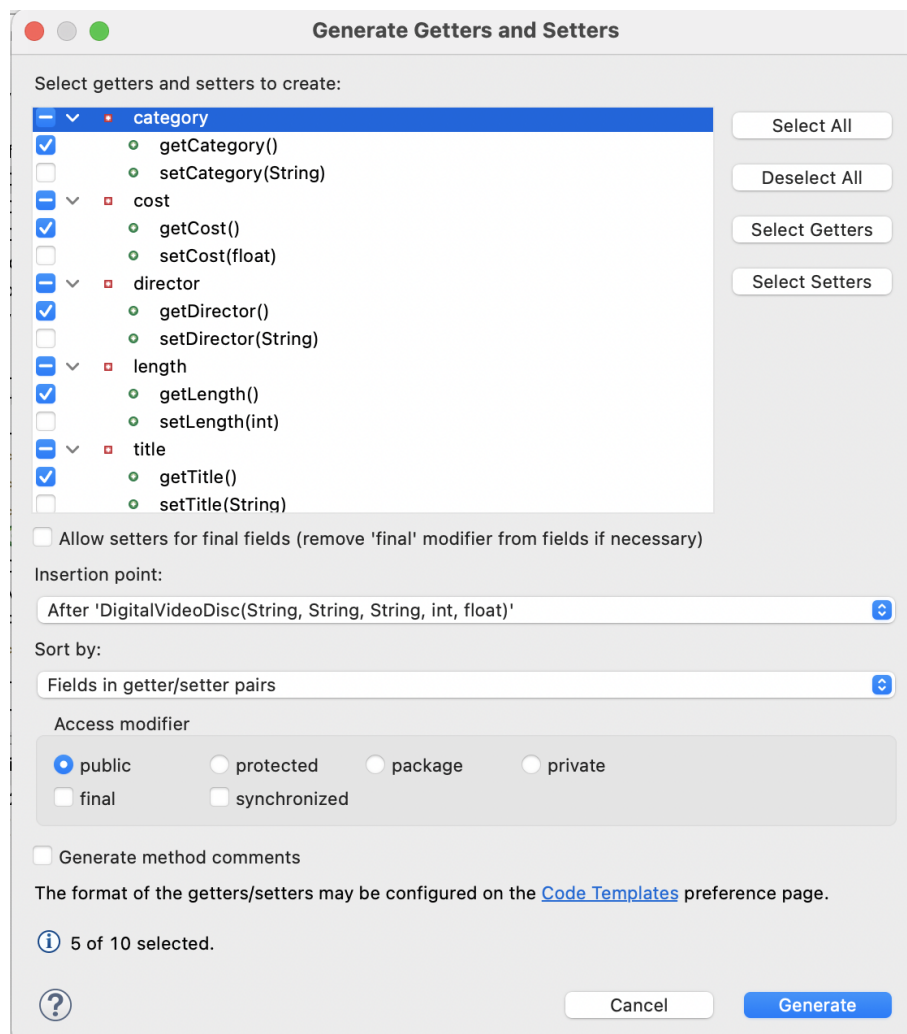 Generate Getters and Setters
Select getters and setters to create:
category
getCategory()
setCategory(String)
cost
getCost()
setCost(float)
director
getDirector()
setDirector(String)
length
getLength()
setLength(int)
title
getTitle()
setTitle(String)
Select All
Deselect All
Select Getters
Select Setters
Allow setters for final fields (remove 'final' modifier from fields if necessary)
Insertion point:
After 'DigitalVideoDisc(String, String, String, int, float)'
Sort by:
Fields in getter/setter pairs
Access modifier
public protected package private
final synchronized
Generate method comments
The format of the getters/setters may be configured on the Code Templates preference page.
5 of 10 selected.
Cancel Generate